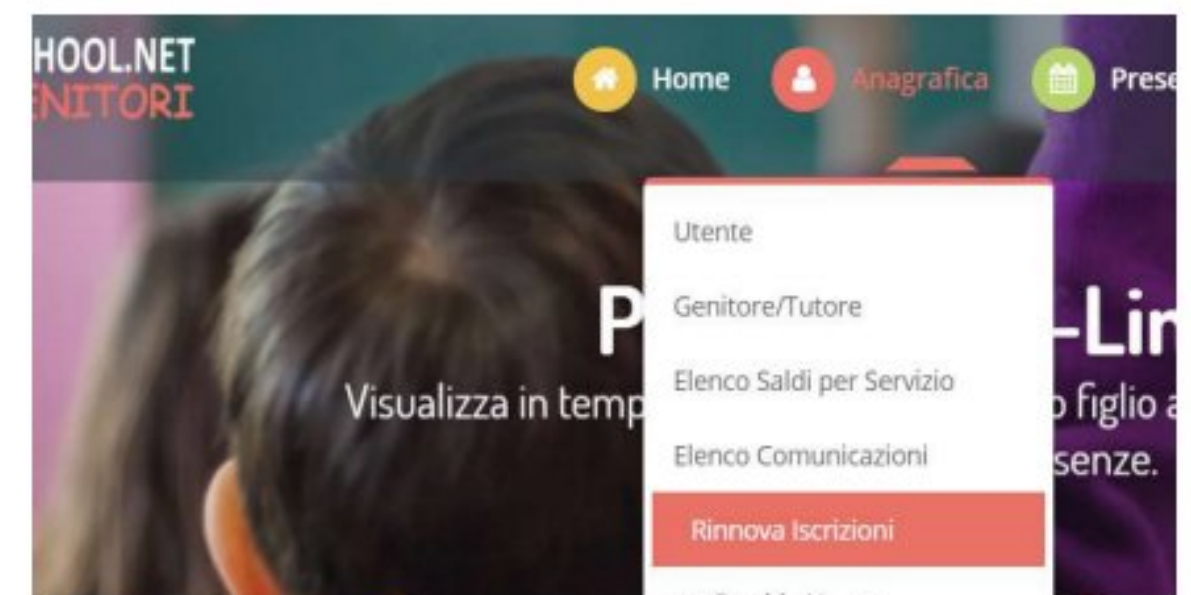 HOOL.NET
ENITORI
Home
Anagrafica
Prese
Utente
Genitore/Tutore
Elenco Saldi per Servizio
Elenco Comunicazioni
Rinnova Iscrizioni
P
-Lin
Visualizza in temp
o figlio a
senze.